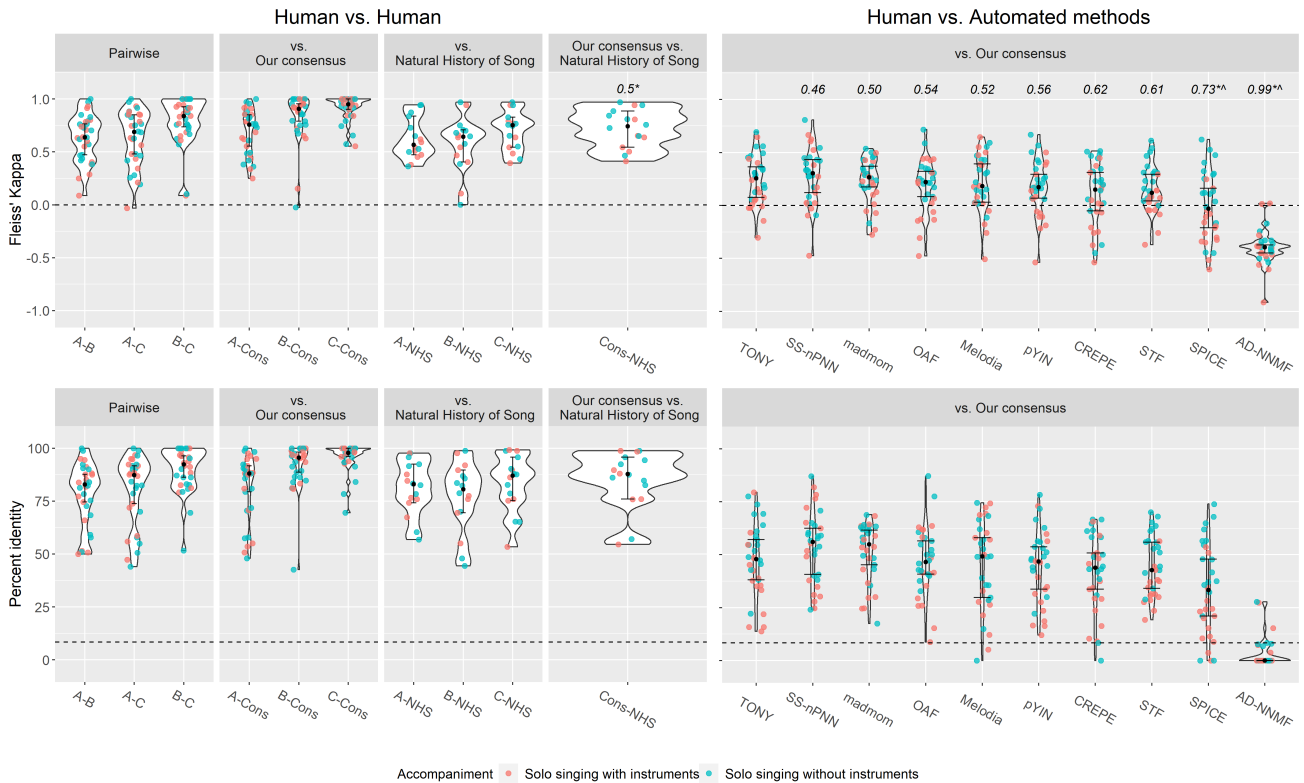 Human vs. Human
Human vs. Automated methods
Pairwise
vs.
Our consensus
vs.
Natural History of Song
Our consensus vs.
Natural History of Song
vs. Our consensus
0.5*
0.46
0.50
0.54
0.52
0.56
0.62
0.61
0.73*^
0.99*^
Fleiss' Kappa
1.0
0.5
0.0
-0.5
-1.0
A-B
A-C
B-C
A-Cons
B-Cons
C-Cons
A-NHS
B-NHS
C-NHS
Cons-NHS
TONY
SS-nPNN
madmom
OAF
Melodia
pYIN
CREPE
STF
SPICE
AD-NNMF
Pairwise
vs.
Our consensus
vs.
Natural History of Song
Our consensus vs.
Natural History of Song
vs. Our consensus
Percent identity
100
75
50
25
0
A-B
A-C
B-C
A-Cons
B-Cons
C-Cons
A-NHS
B-NHS
C-NHS
Cons-NHS
TONY
SS-nPNN
madmom
OAF
Melodia
pYIN
CREPE
STF
SPICE
AD-NNMF
Accompaniment
Solo singing with instruments
Solo singing without instruments